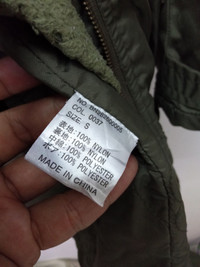 COL. 0037
SIZE. S
表地:100% NYLON
裏地:100% NYLON
中綿:100% POLYESTER
ボア:100% POLYESTER
MADE IN CHINA